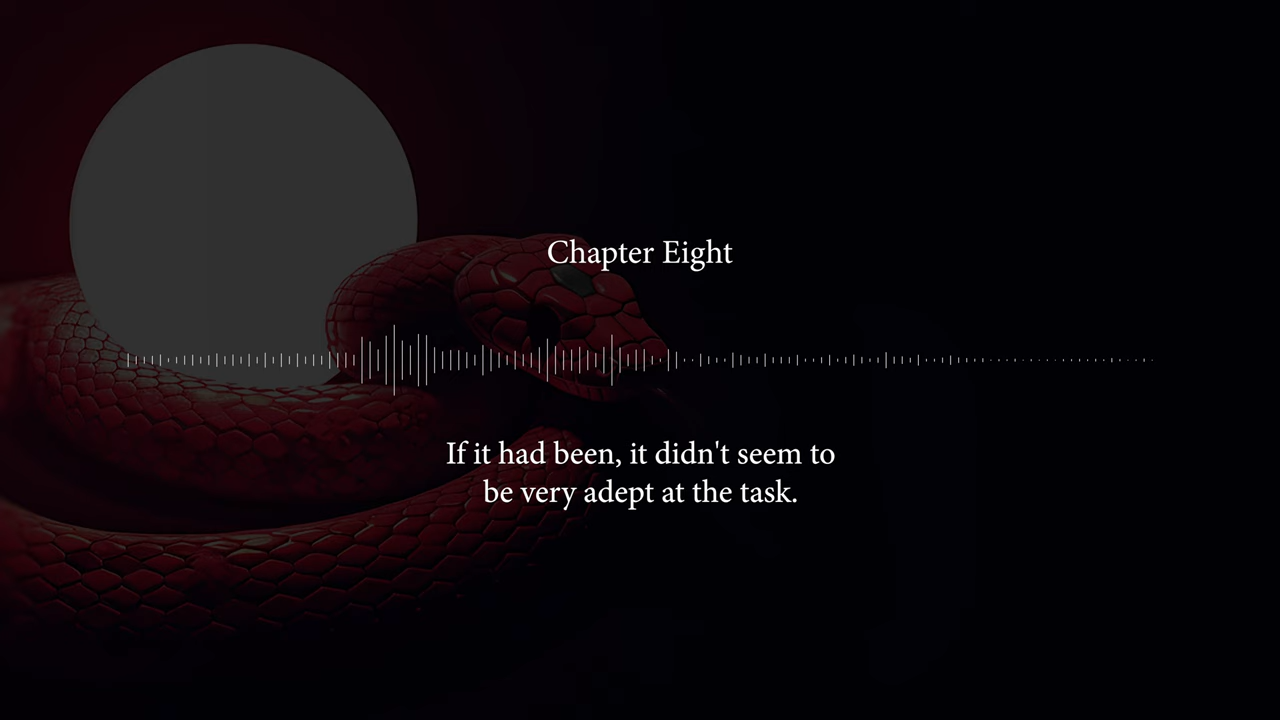 Chapter Eight
If it had been, it didn't seem to
be very adept at the task.